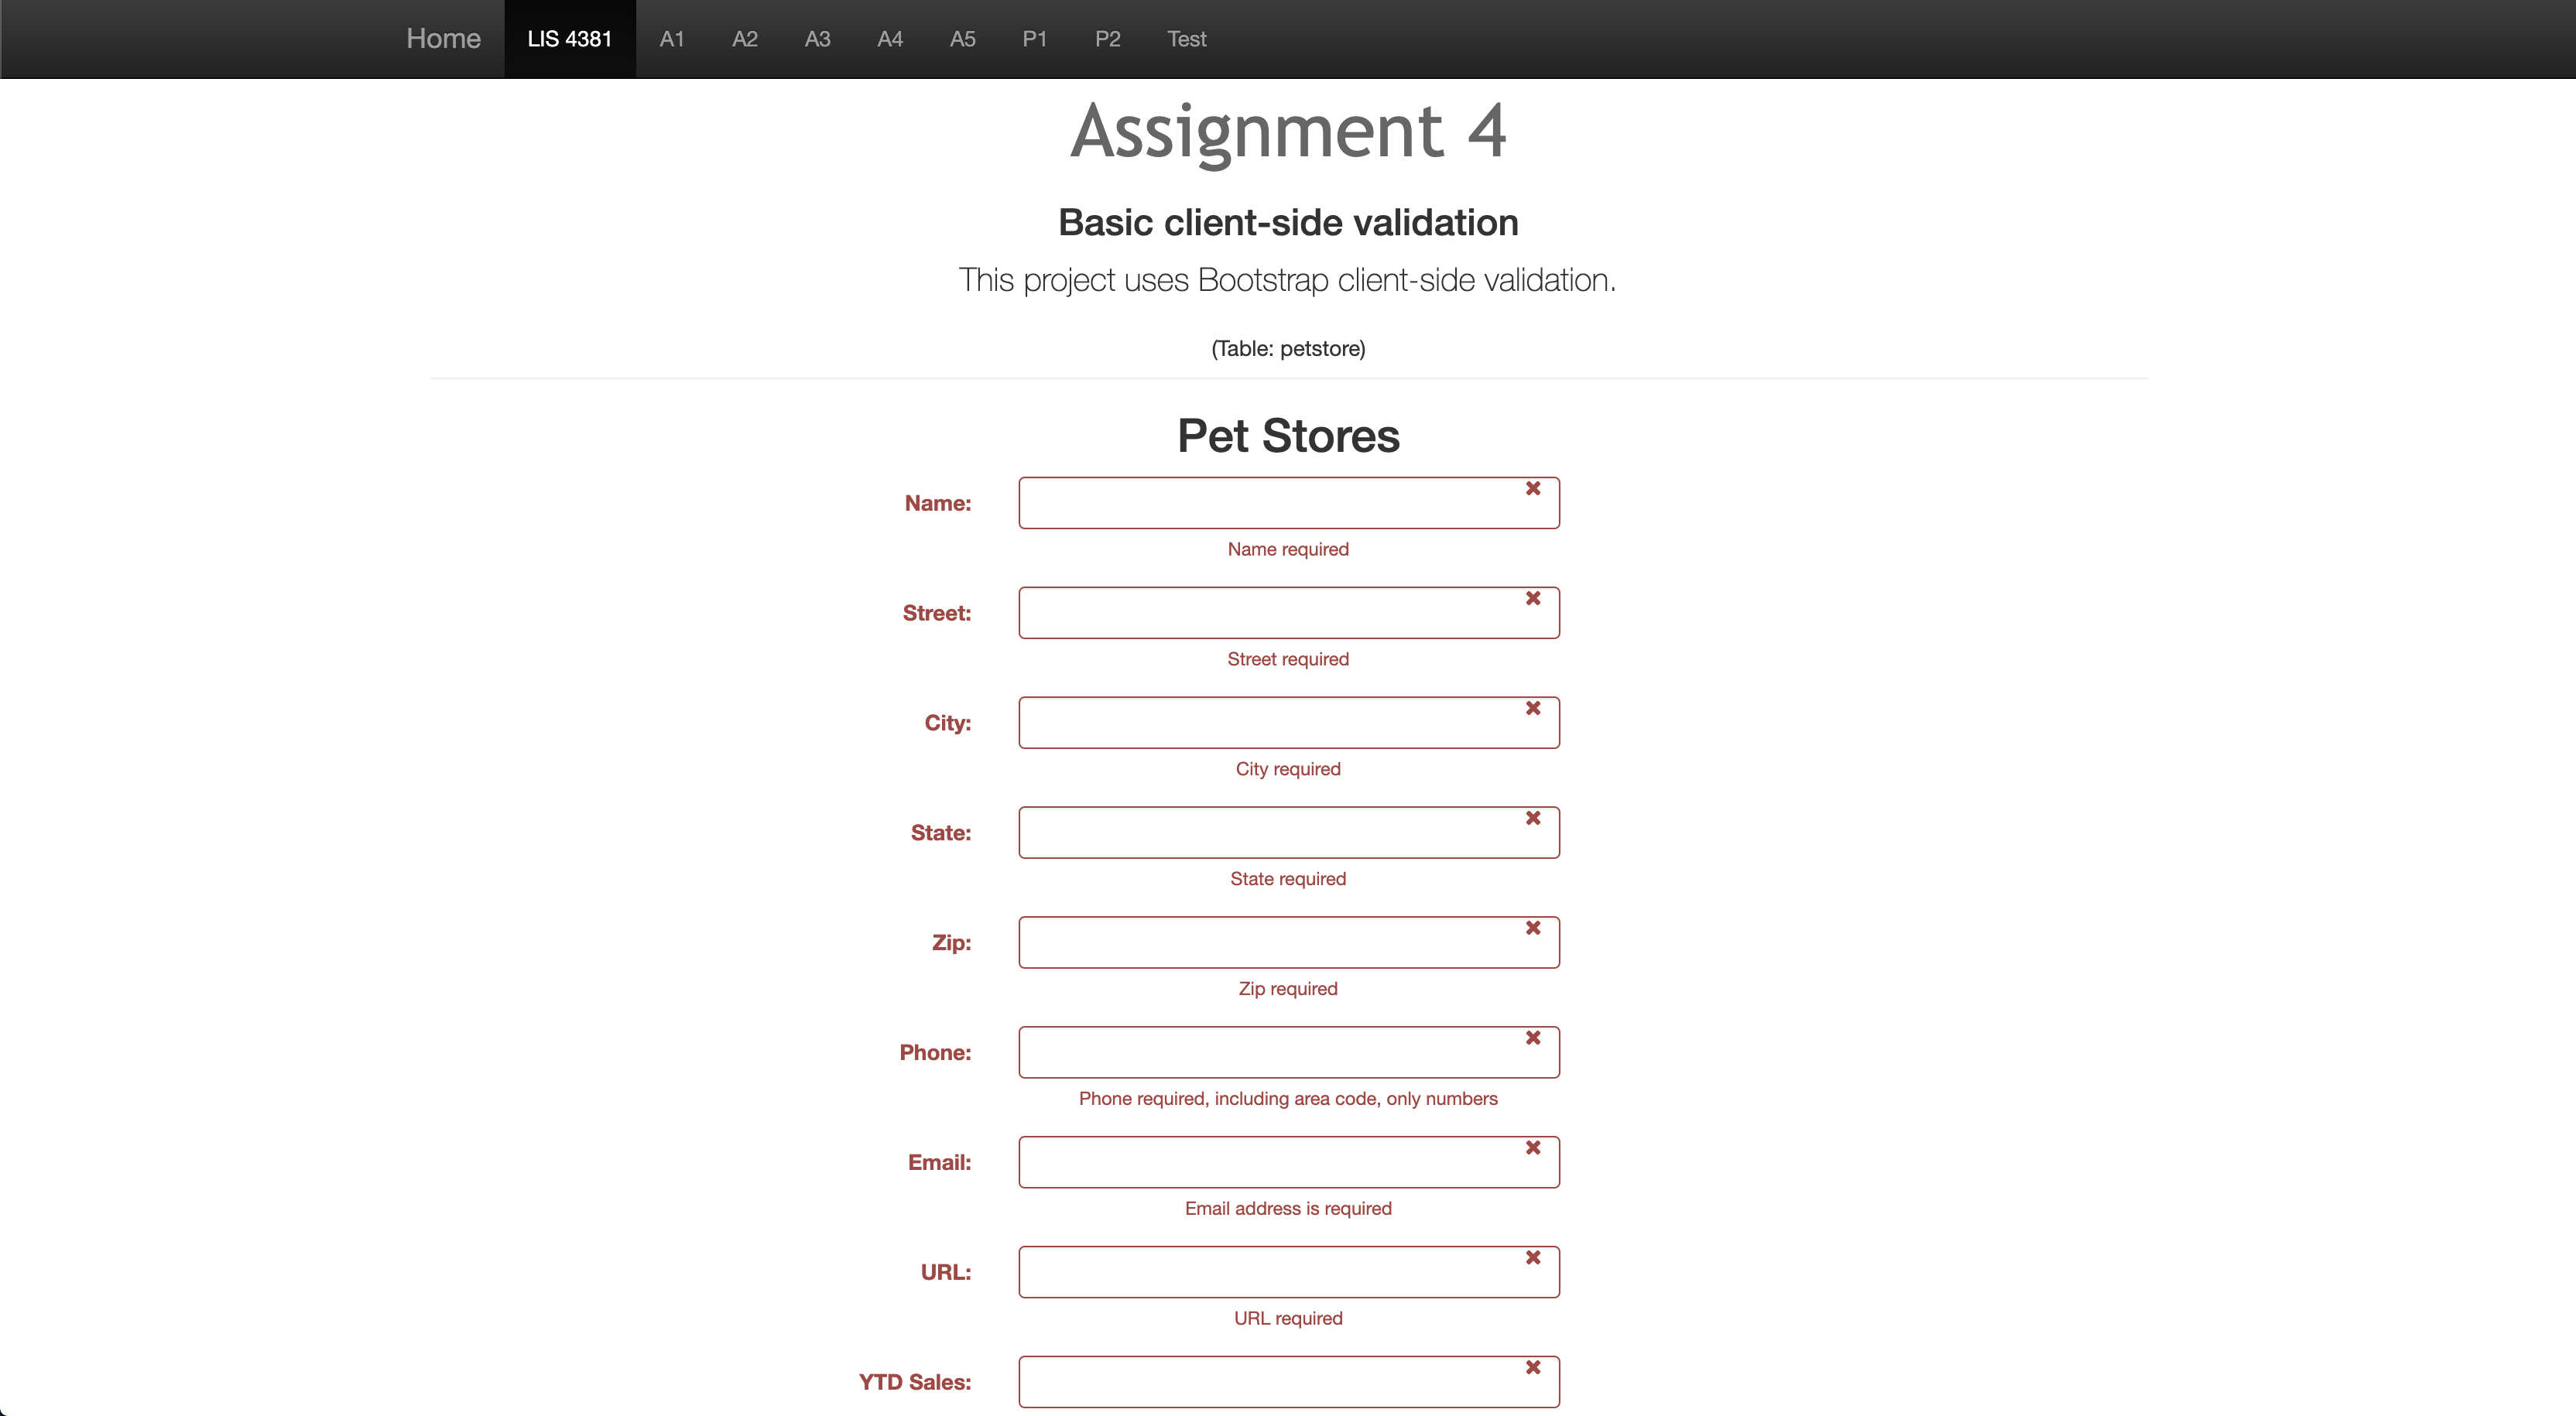 Home LIS 4381 A1 A2 A3 A4 A5 P1 P2 Test
Assignment 4
Basic client-side validation
This project uses Bootstrap client-side validation.
(Table: petstore)
Pet Stores
Name:
Name required
Street:
Street required
City:
City required
State:
State required
Zip:
Zip required
Phone:
Phone required, including area code, only numbers
Email:
Email address is required
URL:
URL required
YTD Sales: